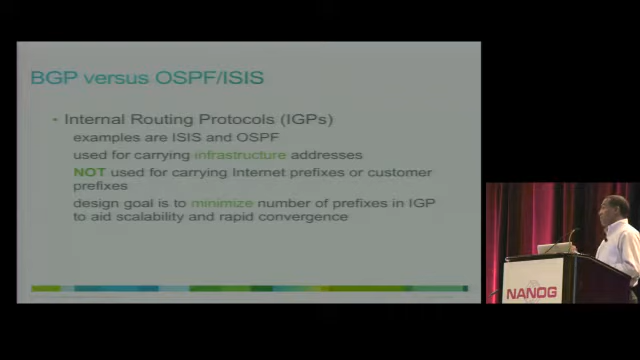 BGP versus OSPF/ISIS
• Internal Routing Protocols (IGPs)
examples are ISIS and OSPF
used for carrying infrastructure addresses
NOT used for carrying Internet prefixes or customer
prefixes
design goal is to minimize number of prefixes in IGP
to aid scalability and rapid convergence
NANOG